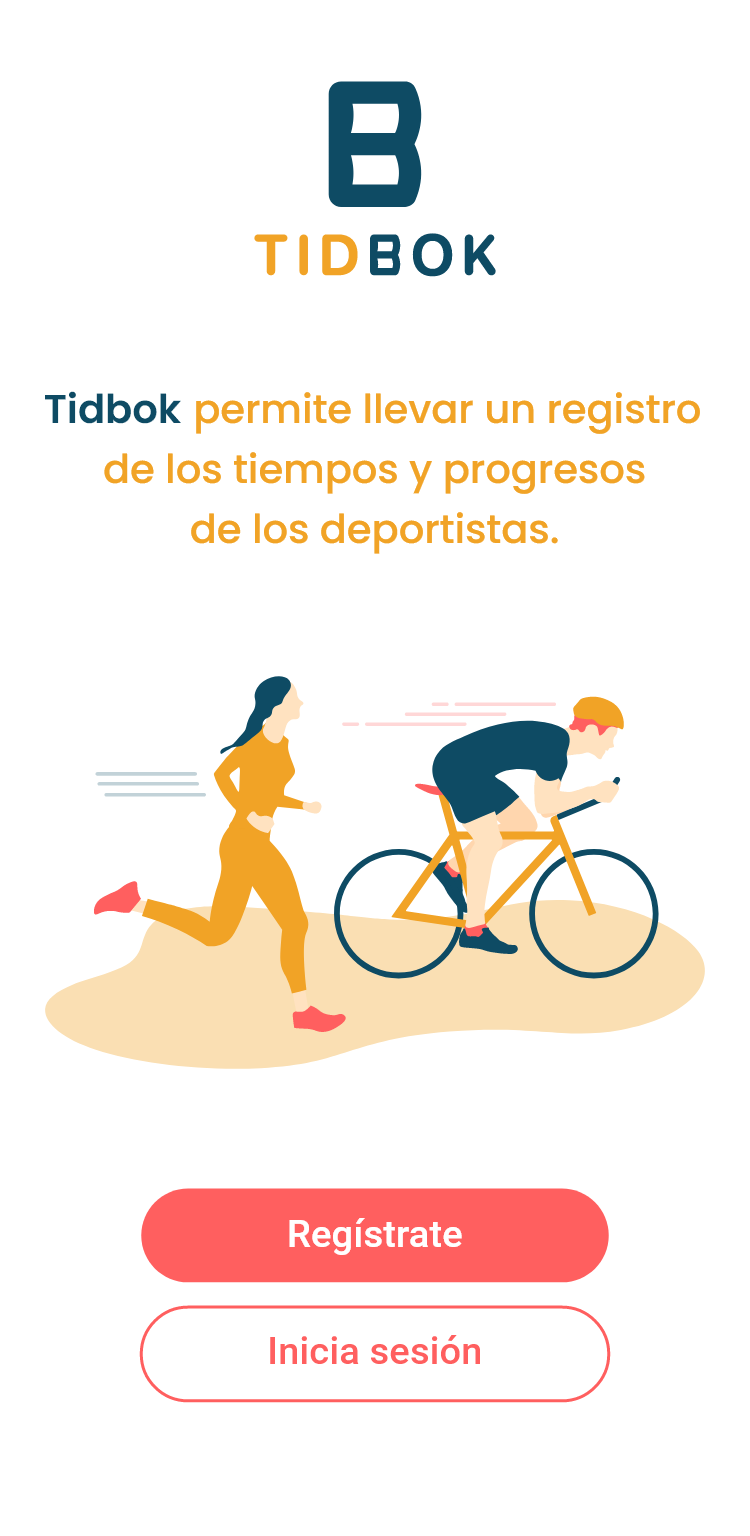 B
TIDBOK
Tidbok permite llevar un registro
de los tiempos y progresos
de los deportistas.
Regístrate
Inicia sesión